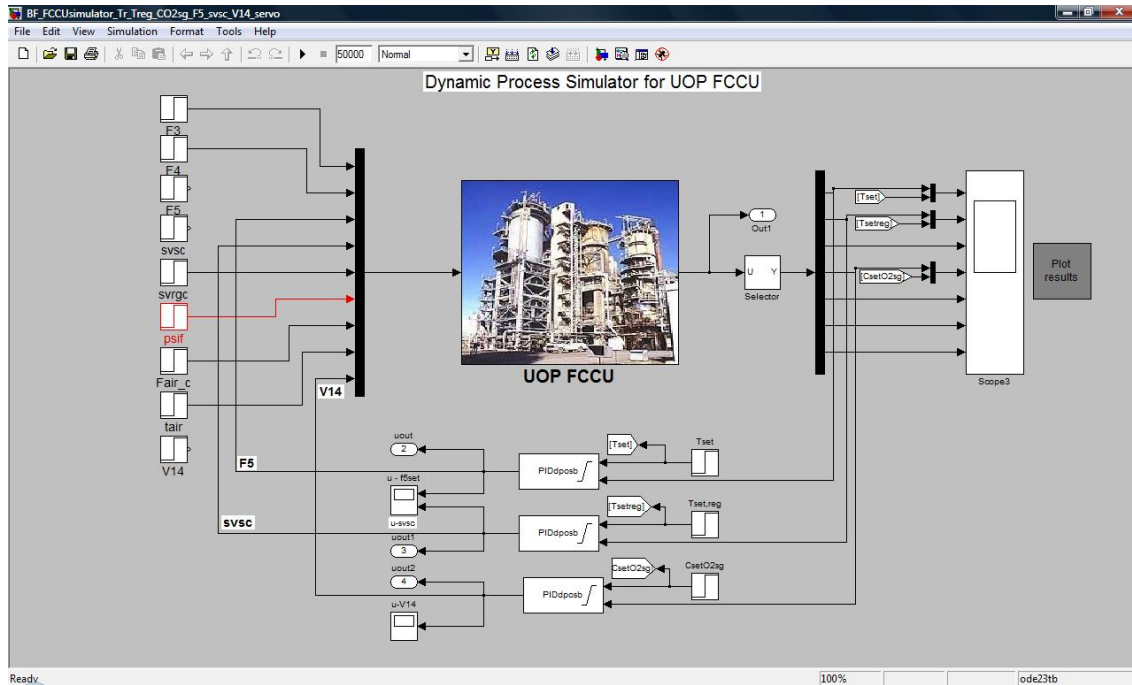 BF_FCCUsimulator_Tr_Treg_CO2sg_F5_svsc_V14_servo
File Edit View Simulation Format Tools Help
50000 Normal
Dynamic Process Simulator for UOP FCCU
F3
F4
F5
svsc
svrgc
psif
Fair_c
tair
V14
V14
F5
svsc
UOP FCCU
1
Out1
U Y
Selector
[Tset]
[Tsetreg]
[CsetO2sg]
Scope3
Plot
results
uout
2
u - f5set
u-svsc
uout1
3
uout2
4
u-V14
PIDdposb
PIDdposb
PIDdposb
[Tset]
Tset
[Tsetreg]
Tset,reg
CsetO2sg]
CsetO2sg
Ready
100%
ode23tb